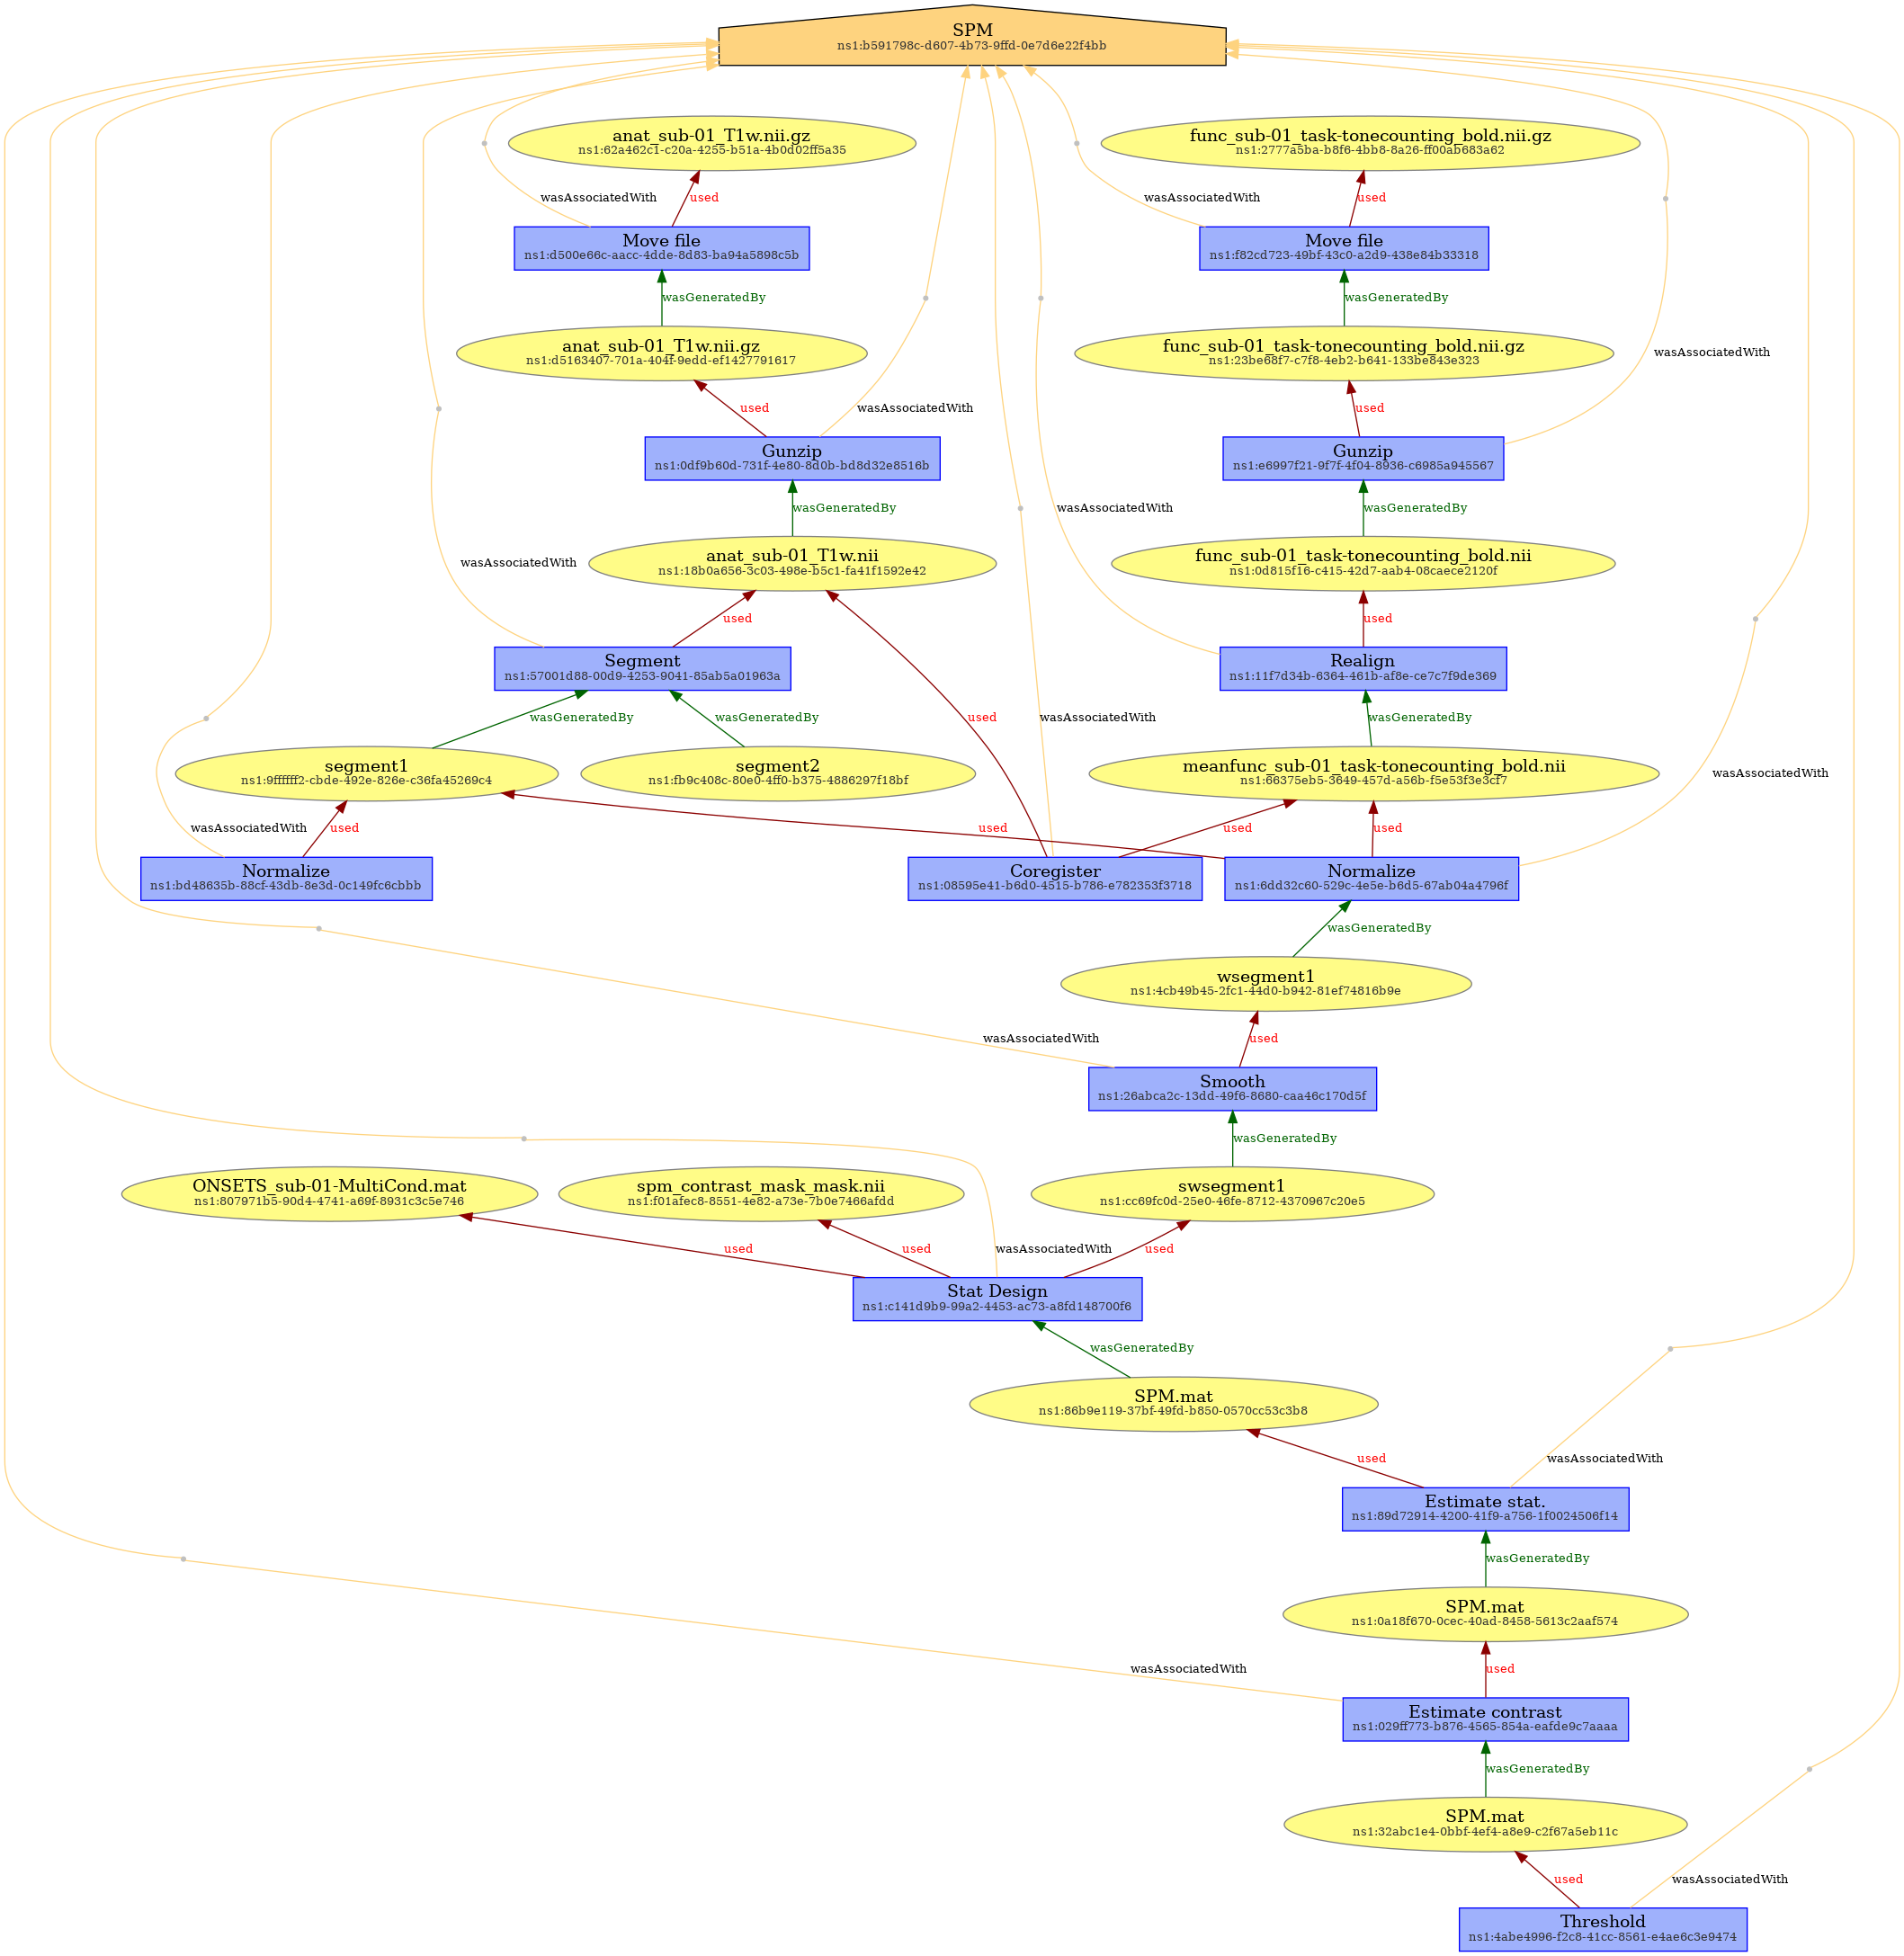 SPM
ns1:b591798c-d607-4b73-9ffd-0e7d6e22f4bb
anat_sub-01_T1w.nii.gz
ns1:62a462c1-c20a-4255-b51a-4b0d02ff5a35
func_sub-01_task-tonecounting_bold.nii.gz
ns1:2777a5ba-b8f6-4bb8-8a26-ff00ab683a62
wasAssociatedWith
used
wasAssociatedWith
used
Move file
ns1:d500e66c-aacc-4dde-8d83-ba94a5898c5b
Move file
ns1:f82cd723-49bf-43c0-a2d9-438e84b33318
wasGeneratedBy
wasGeneratedBy
anat_sub-01_T1w.nii.gz
ns1:d5163407-701a-404f-9edd-ef1427791617
func_sub-01_task-tonecounting_bold.nii.gz
ns1:23be68f7-c7f8-4eb2-b641-133be843e323
wasAssociatedWith
used
wasAssociatedWith
used
Gunzip
ns1:0df9b60d-731f-4e80-8d0b-bd8d32e8516b
Gunzip
ns1:e6997f21-9f7f-4f04-8936-c6985a945567
wasGeneratedBy
wasAssociatedWith
wasGeneratedBy
anat_sub-01_T1w.nii
ns1:18b0a656-3c03-498e-b5c1-fa41f1592e42
func_sub-01_task-tonecounting_bold.nii
ns1:0d815f16-c415-42d7-aab4-08caece2120f
wasAssociatedWith
used
used
Segment
ns1:57001d88-00d9-4253-9041-85ab5a01963a
Realign
ns1:11f7d34b-6364-461b-af8e-ce7c7f9de369
wasGeneratedBy
wasGeneratedBy
used
wasAssociatedWith
wasGeneratedBy
segment1
ns1:9ffffff2-cbde-492e-826e-c36fa45269c4
segment2
ns1:fb9c408c-80e0-4ff0-b375-4886297f18bf
meanfunc_sub-01_task-tonecounting_bold.nii
ns1:66375eb5-3649-457d-a56b-f5e53f3e3cf7
wasAssociatedWith
wasAssociatedWith
used
used
used
used
Normalize
ns1:bd48635b-88cf-43db-8e3d-0c149fc6cbbb
Coregister
ns1:08595e41-b6d0-4515-b786-e782353f3718
Normalize
ns1:6dd32c60-529c-4e5e-b6d5-67ab04a4796f
wasGeneratedBy
wsegment1
ns1:4cb49b45-2fc1-44d0-b942-81ef74816b9e
wasAssociatedWith
used
Smooth
ns1:26abca2c-13dd-49f6-8680-caa46c170d5f
wasGeneratedBy
ONSETS_sub-01-MultiCond.mat
ns1:807971b5-90d4-4741-a69f-8931c3c5e746
spm_contrast_mask_mask.nii
ns1:f01afec8-8551-4e82-a73e-7b0e7466afdd
swsegment1
ns1:cc69fc0d-25e0-46fe-8712-4370967c20e5
used
used
wasAssociatedWith
used
Stat Design
ns1:c141d9b9-99a2-4453-ac73-a8fd148700f6
wasGeneratedBy
SPM.mat
ns1:86b9e119-37bf-49fd-b850-0570cc53c3b8
used
wasAssociatedWith
Estimate stat.
ns1:89d72914-4200-41f9-a756-1f0024506f14
wasGeneratedBy
SPM.mat
ns1:0a18f670-0cec-40ad-8458-5613c2aaf574
wasAssociatedWith
used
Estimate contrast
ns1:029ff773-b876-4565-854a-eafde9c7aaaa
wasGeneratedBy
SPM.mat
ns1:32abc1e4-0bbf-4ef4-a8e9-c2f67a5eb11c
used
wasAssociatedWith
Threshold
ns1:4abe4996-f2c8-41cc-8561-e4ae6c3e9474